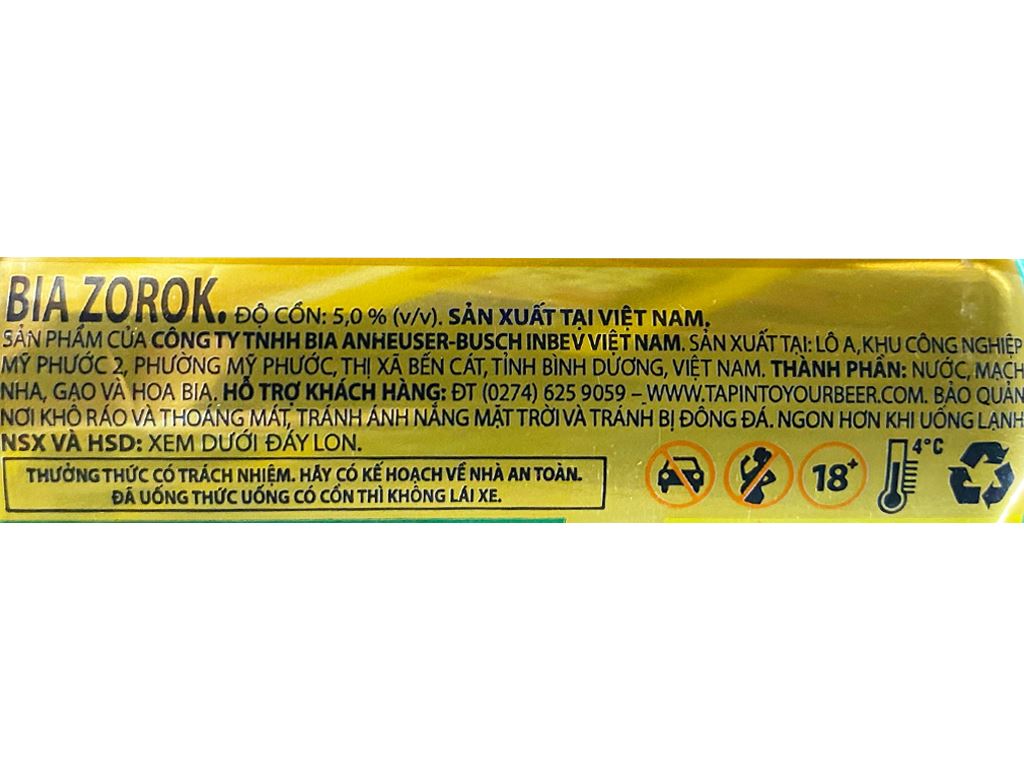 BIA ZOROK. ĐỘ CỒN: 5,0 % (v/v). SẢN XUẤT TẠI VIỆT NAM.
SẢN PHẨM CỦA CÔNG TY TNHH BIA ANHEUSER-BUSCH INBEV VIỆT NAM. SẢN XUẤT TẠI: LÔ A, KHU CÔNG NGHIỆP
MỸ PHƯỚC 2, PHƯỜNG MỸ PHƯỚC, THỊ XÃ BẾN CÁT, TỈNH BÌNH DƯƠNG, VIỆT NAM. THÀNH PHẦN: NƯỚC, MẠCH
NHA, GẠO VÀ HOA BIA. HỖ TRỢ KHÁCH HÀNG: ĐT (0274) 625 9059 – WWW.TAPINTOYOURBEER.COM. BẢO QUẢN
NƠI KHÔ RÁO VÀ THOÁNG MÁT, TRÁNH ÁNH NẮNG MẶT TRỜI VÀ TRÁNH BỊ ĐÔNG ĐÁ. NGON HƠN KHI UỐNG LẠNH
NSX VÀ HSD: XEM DƯỚI ĐÁY LON.
THƯỞNG THỨC CÓ TRÁCH NHIỆM. HÃY CÓ KẾ HOẠCH VỀ NHÀ AN TOÀN.
ĐÃ UỐNG THỨC UỐNG CÓ CỒN THÌ KHÔNG LÁI XE.
18+
4°C